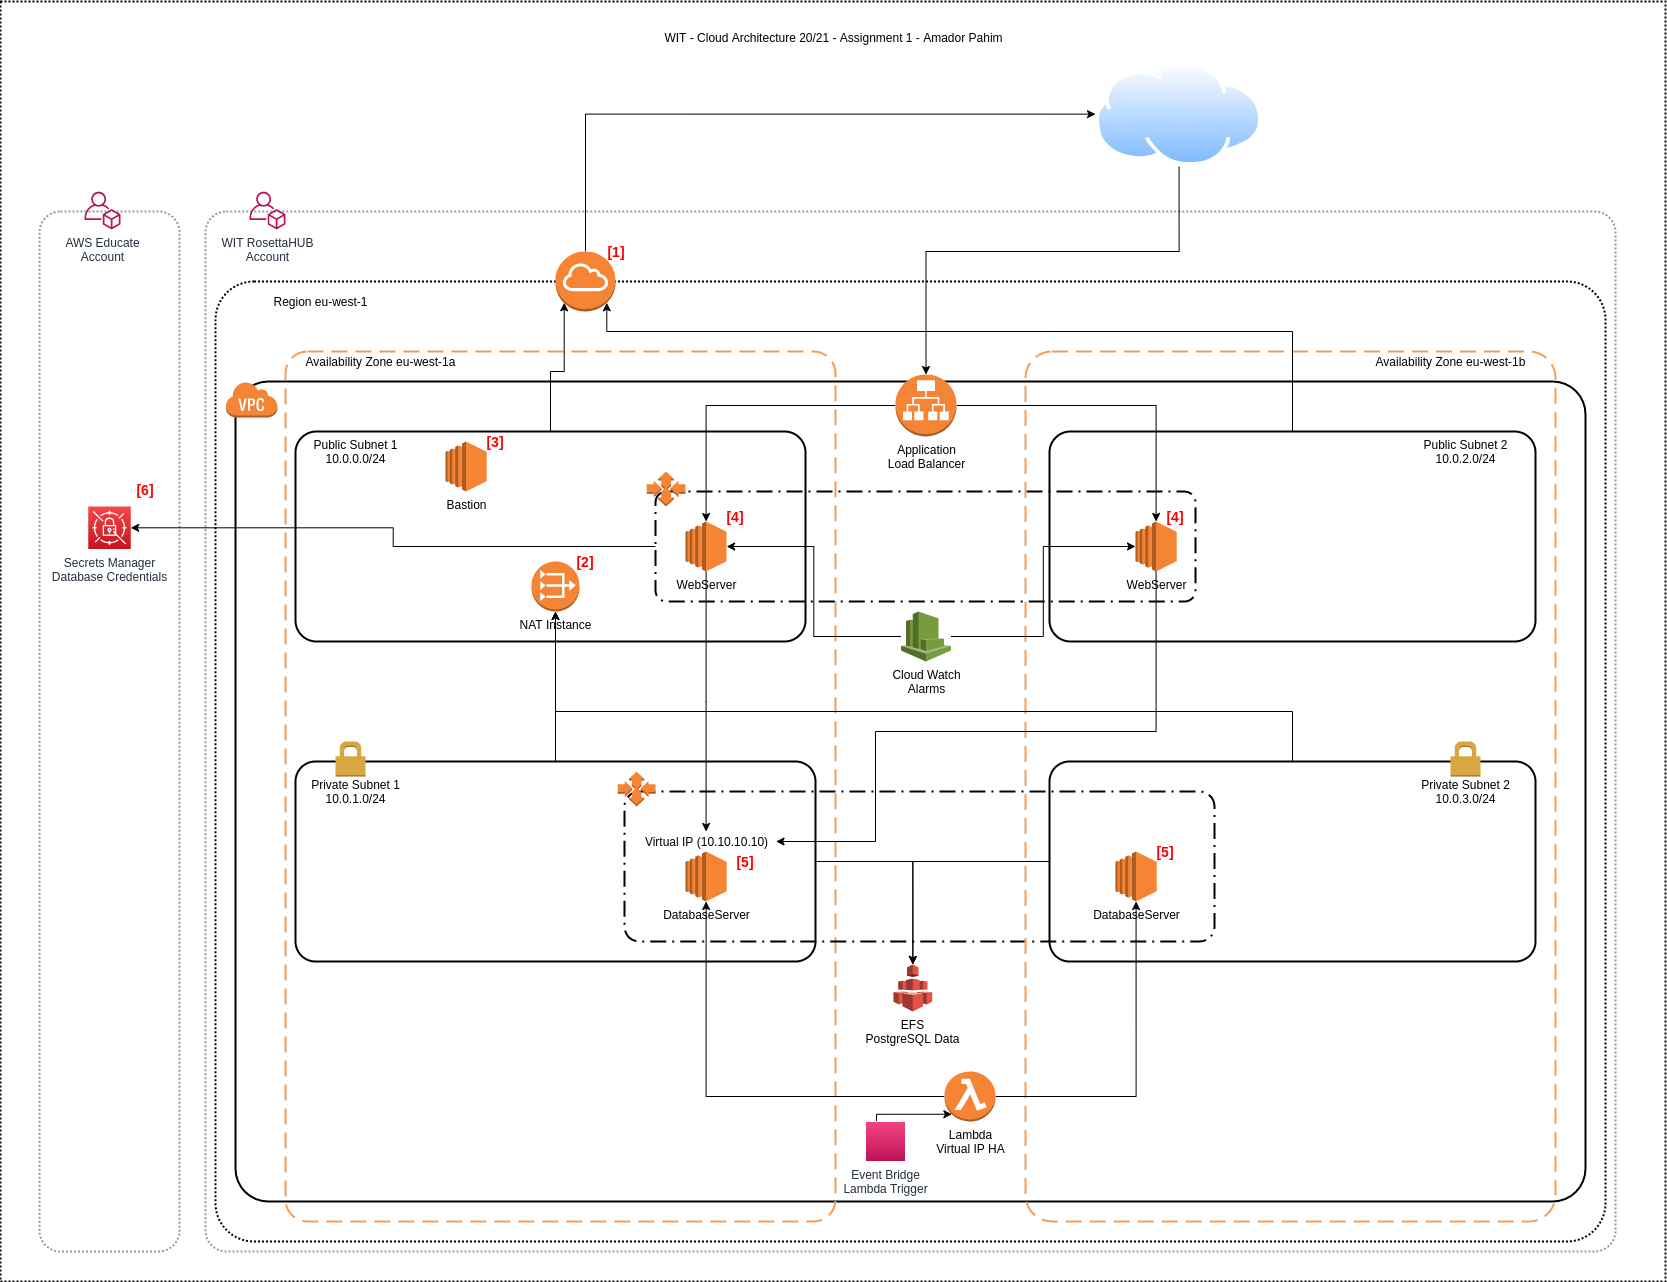 WIT - Cloud Architecture 20/21 - Assignment 1 - Amador Pahim
AWS Educate
Account
WIT RosettaHUB
Account
[1]
Region eu-west-1
Availability Zone eu-west-1a
Availability Zone eu-west-1b
VPC
Public Subnet 1
10.0.0.0/24
[3]
Bastion
Application
Load Balancer
Public Subnet 2
10.0.2.0/24
[6]
Secrets Manager
Database Credentials
[4]
WebServer
[4]
WebServer
[2]
NAT Instance
Cloud Watch
Alarms
Private Subnet 1
10.0.1.0/24
Private Subnet 2
10.0.3.0/24
Virtual IP (10.10.10.10)
[5]
DatabaseServer
[5]
DatabaseServer
EFS
PostgreSQL Data
Lambda
Virtual IP HA
Event Bridge
Lambda Trigger